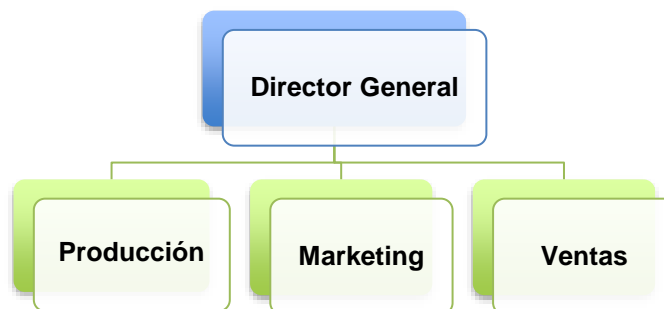 Director General
Producción
Marketing
Ventas